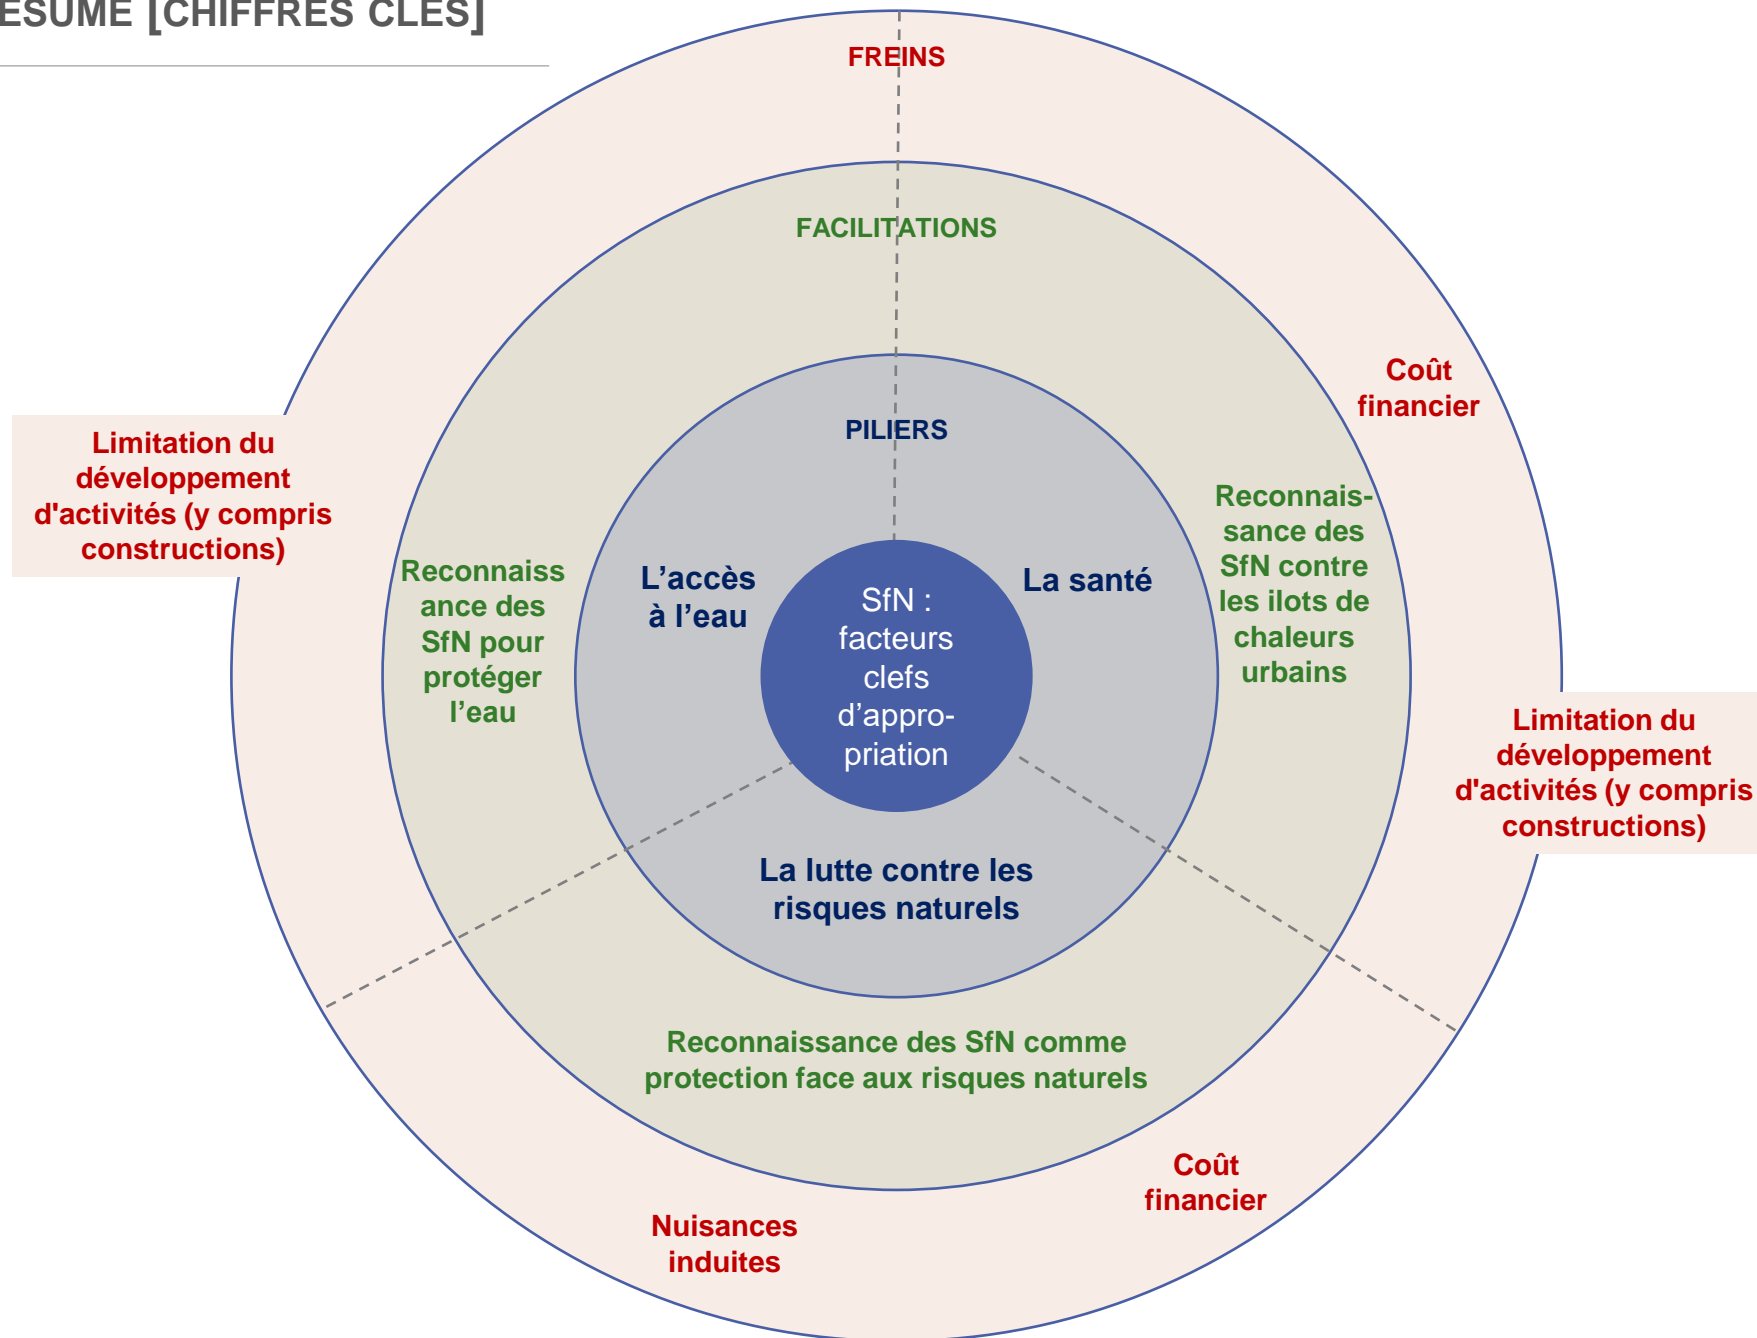 ESUME [CHIFFRES CLES]
FREINS
FACILITATIONS
PILIERS
Coût
financier
Limitation du
développement
d'activités (y compris
constructions)
Reconnais-
sance des
SfN contre
les ilots de
chaleurs
urbains
Reconnaiss
ance des
SfN pour
protéger
l’eau
L’accès
à l’eau
La santé
SfN :
facteurs
clefs
d’appro-
priation
Limitation du
développement
d'activités (y compris
constructions)
La lutte contre les
risques naturels
Reconnaissance des SfN comme
protection face aux risques naturels
Coût
financier
Nuisances
induites